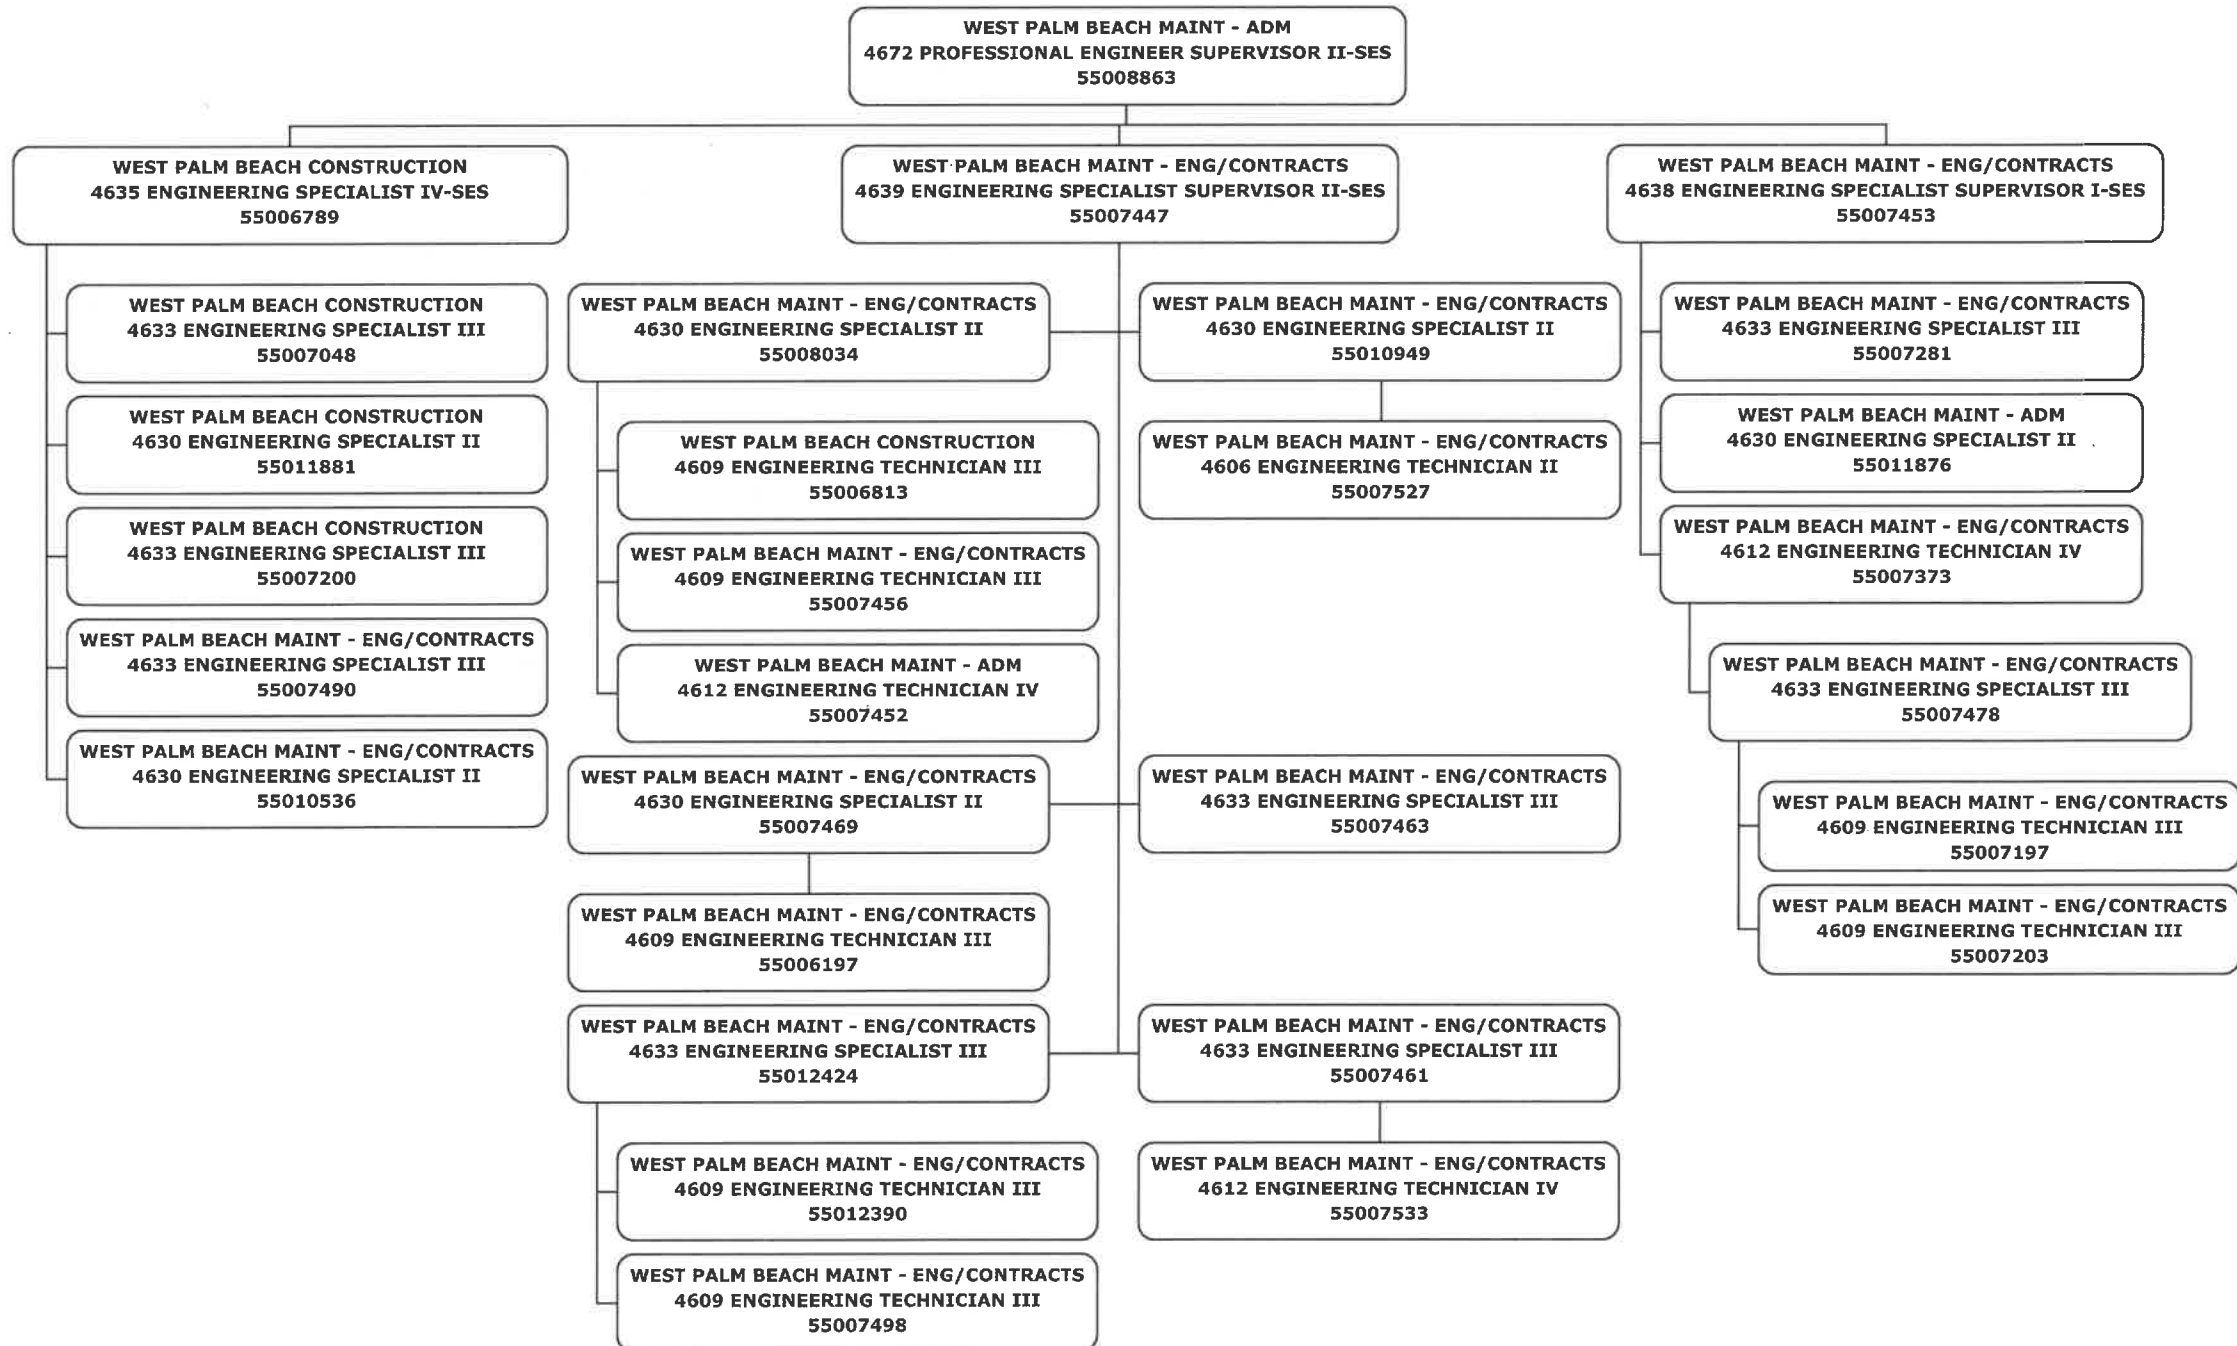 WEST PALM BEACH MAINT - ADM
4672 PROFESSIONAL ENGINEER SUPERVISOR II-SES
55008863
WEST PALM BEACH CONSTRUCTION
4635 ENGINEERING SPECIALIST IV-SES
55006789
WEST PALM BEACH CONSTRUCTION
4633 ENGINEERING SPECIALIST III
55007048
WEST PALM BEACH CONSTRUCTION
4630 ENGINEERING SPECIALIST II
55011881
WEST PALM BEACH CONSTRUCTION
4633 ENGINEERING SPECIALIST III
55007200
WEST PALM BEACH MAINT - ENG/CONTRACTS
4633 ENGINEERING SPECIALIST III
55007490
WEST PALM BEACH MAINT - ENG/CONTRACTS
4630 ENGINEERING SPECIALIST II
55010536
WEST PALM BEACH MAINT - ENG/CONTRACTS
4639 ENGINEERING SPECIALIST SUPERVISOR II-SES
55007447
WEST PALM BEACH MAINT - ENG/CONTRACTS
4630 ENGINEERING SPECIALIST II
55008034
WEST PALM BEACH CONSTRUCTION
4609 ENGINEERING TECHNICIAN III
55006813
WEST PALM BEACH MAINT - ENG/CONTRACTS
4609 ENGINEERING TECHNICIAN III
55007456
WEST PALM BEACH MAINT - ADM
4612 ENGINEERING TECHNICIAN IV
55007452
WEST PALM BEACH MAINT - ENG/CONTRACTS
4630 ENGINEERING SPECIALIST II
55010949
WEST PALM BEACH MAINT - ENG/CONTRACTS
4606 ENGINEERING TECHNICIAN II
55007527
WEST PALM BEACH MAINT - ENG/CONTRACTS
4630 ENGINEERING SPECIALIST II
55007469
WEST PALM BEACH MAINT - ENG/CONTRACTS
4609 ENGINEERING TECHNICIAN III
55006197
WEST PALM BEACH MAINT - ENG/CONTRACTS
4633 ENGINEERING SPECIALIST III
55007463
WEST PALM BEACH MAINT - ENG/CONTRACTS
4633 ENGINEERING SPECIALIST III
55012424
WEST PALM BEACH MAINT - ENG/CONTRACTS
4609 ENGINEERING TECHNICIAN III
55012390
WEST PALM BEACH MAINT - ENG/CONTRACTS
4609 ENGINEERING TECHNICIAN III
55007498
WEST PALM BEACH MAINT - ENG/CONTRACTS
4633 ENGINEERING SPECIALIST III
55007461
WEST PALM BEACH MAINT - ENG/CONTRACTS
4612 ENGINEERING TECHNICIAN IV
55007533
WEST PALM BEACH MAINT - ENG/CONTRACTS
4638 ENGINEERING SPECIALIST SUPERVISOR I-SES
55007453
WEST PALM BEACH MAINT - ENG/CONTRACTS
4633 ENGINEERING SPECIALIST III
55007281
WEST PALM BEACH MAINT - ADM
4630 ENGINEERING SPECIALIST II
55011876
WEST PALM BEACH MAINT - ENG/CONTRACTS
4612 ENGINEERING TECHNICIAN IV
55007373
WEST PALM BEACH MAINT - ENG/CONTRACTS
4633 ENGINEERING SPECIALIST III
55007478
WEST PALM BEACH MAINT - ENG/CONTRACTS
4609 ENGINEERING TECHNICIAN III
55007197
WEST PALM BEACH MAINT - ENG/CONTRACTS
4609 ENGINEERING TECHNICIAN III
55007203